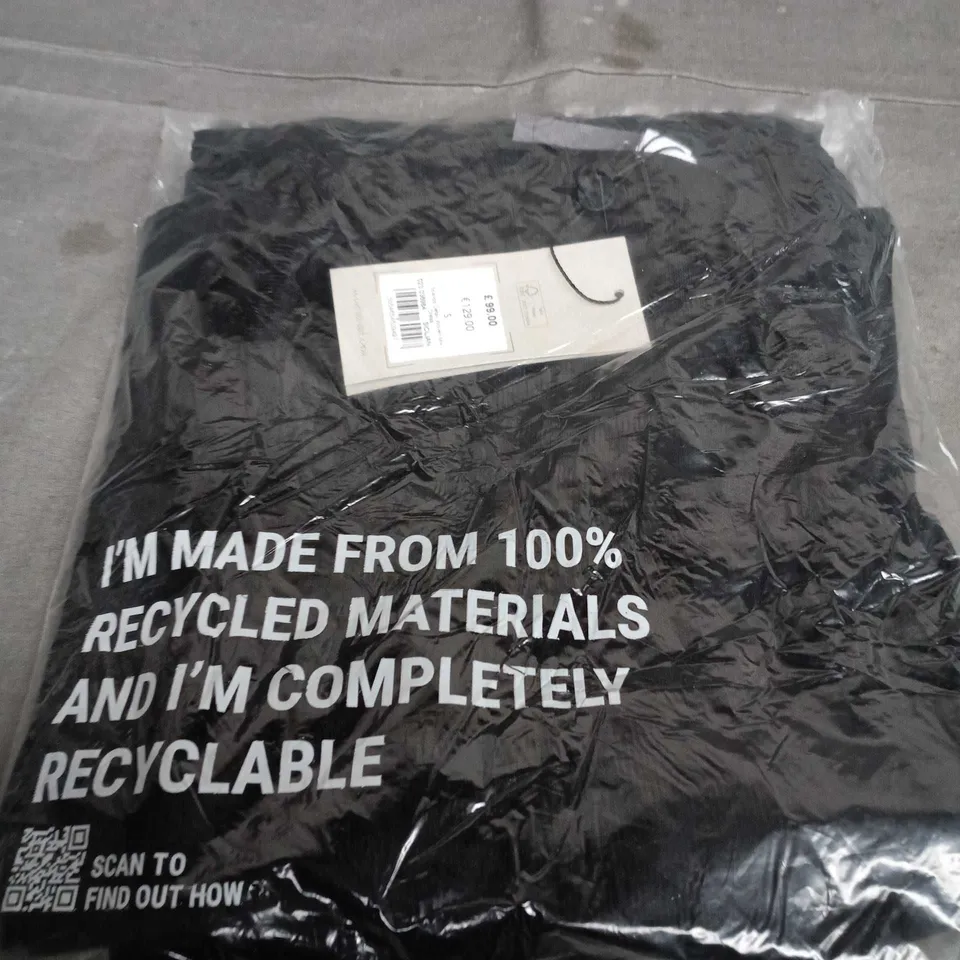 £99.00
€129.00
S
I'M MADE FROM 100%
RECYCLED MATERIALS
AND I'M COMPLETELY
RECYCLABLE
SCAN TO
FIND OUT HOW